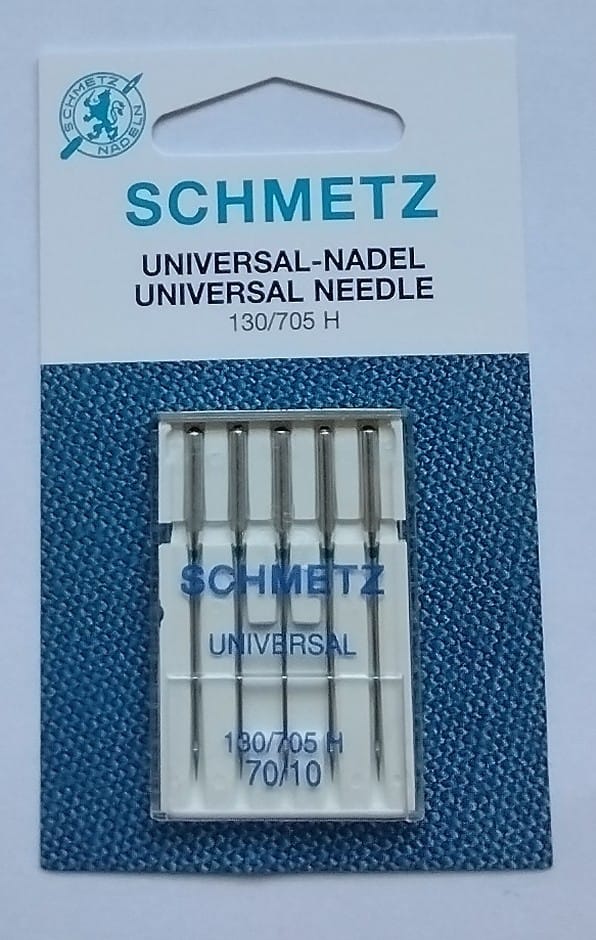 SCHMETZ
NADELN
SCHMETZ
UNIVERSAL-NADEL
UNIVERSAL NEEDLE
130/705 H
SCHMETZ
UNIVERSAL
130/705 H
70/10